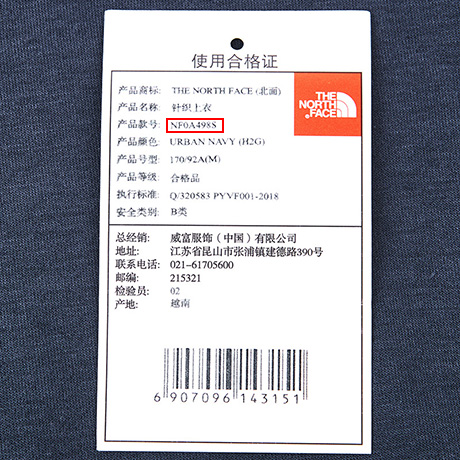 使用合格证
产品商标: THE NORTH FACE (北面)
产品名称: 针织上衣
产品款号: NF0A498S
产品颜色: URBAN NAVY (H2G)
产品号型: 170/92A(M)
产品等级: 合格品
执行标准: Q/320583 PYVF001-2018
安全类别: B类
THE
NORTH
FACE
总经销: 威富服饰（中国）有限公司
地址: 江苏省昆山市张浦镇建德路390号
联系电话: 021-61705600
邮编: 215321
检验员: 02
产地: 越南
6 907096 143151